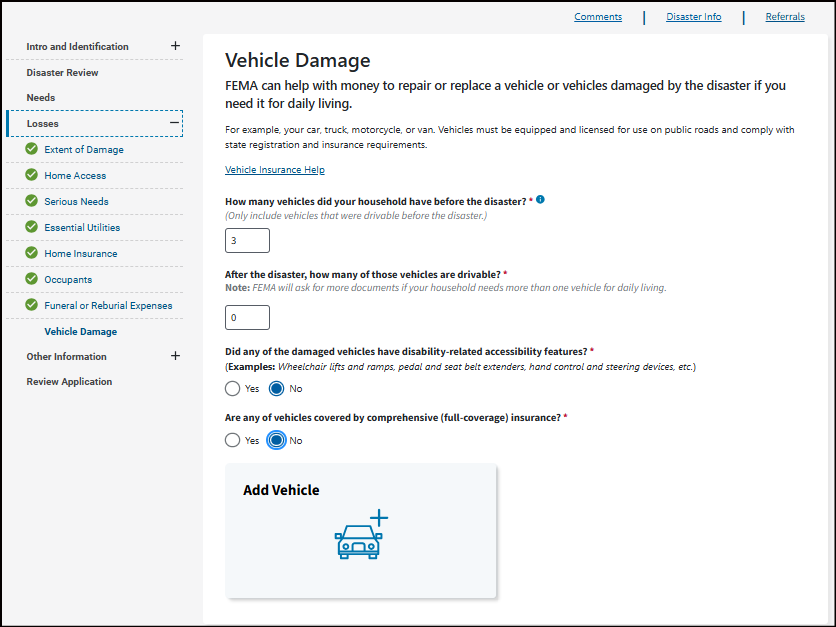 Comments | Disaster Info | Referrals
Intro and Identification +
Disaster Review
Needs
Losses –
Extent of Damage
Home Access
Serious Needs
Essential Utilities
Home Insurance
Occupants
Funeral or Reburial Expenses
Vehicle Damage
Other Information +
Review Application
Vehicle Damage
FEMA can help with money to repair or replace a vehicle or vehicles damaged by the disaster if you
need it for daily living.
For example, your car, truck, motorcycle, or van. Vehicles must be equipped and licensed for use on public roads and comply with
state registration and insurance requirements.
Vehicle Insurance Help
How many vehicles did your household have before the disaster? * i
(Only include vehicles that were drivable before the disaster.)
3
After the disaster, how many of those vehicles are drivable? *
Note: FEMA will ask for more documents if your household needs more than one vehicle for daily living.
0
Did any of the damaged vehicles have disability-related accessibility features? *
(Examples: Wheelchair lifts and ramps, pedal and seat belt extenders, hand control and steering devices, etc.)
Yes No
Are any of vehicles covered by comprehensive (full-coverage) insurance? *
Yes No
Add Vehicle